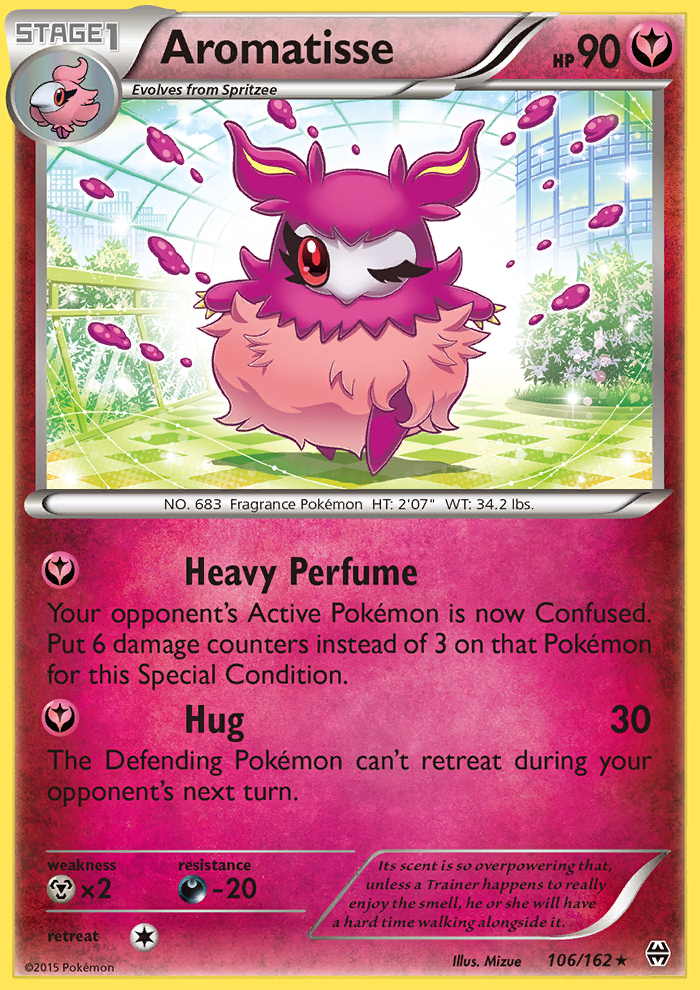 STAGE1
Aromatisse
HP 90
Evolves from Spritzee
NO. 683 Fragrance Pokémon HT: 2'07" WT: 34.2 lbs.
Heavy Perfume
Your opponent's Active Pokémon is now Confused.
Put 6 damage counters instead of 3 on that Pokémon
for this Special Condition.
Hug 30
The Defending Pokémon can't retreat during your
opponent's next turn.
weakness resistance
×2 -20
retreat
Its scent is so overpowering that,
unless a Trainer happens to really
enjoy the smell, he or she will have
a hard time walking alongside it.
©2015 Pokémon Illus. Mizue 106/162 ★